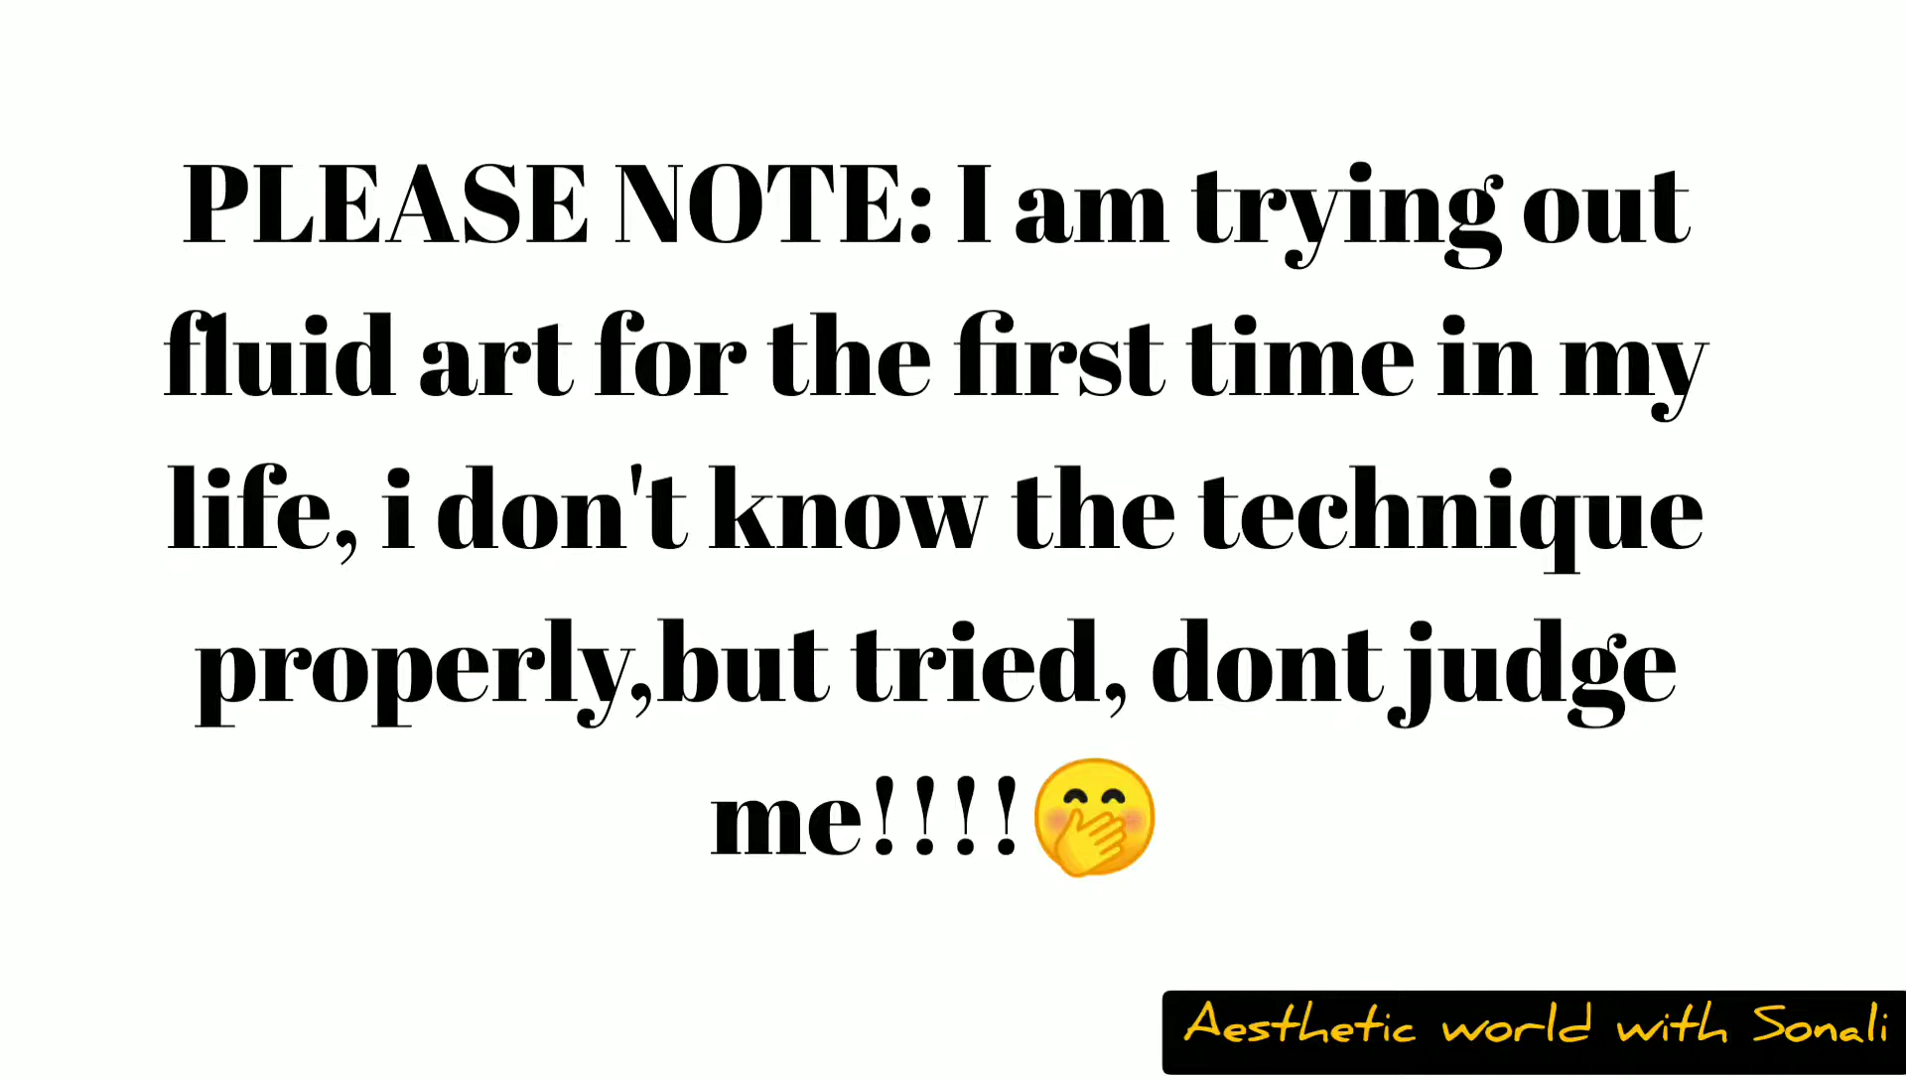 PLEASE NOTE: I am trying out
fluid art for the first time in my
life, i don't know the technique
properly,but tried, dont judge
me!!!!🤭
Aesthetic world with Sonali